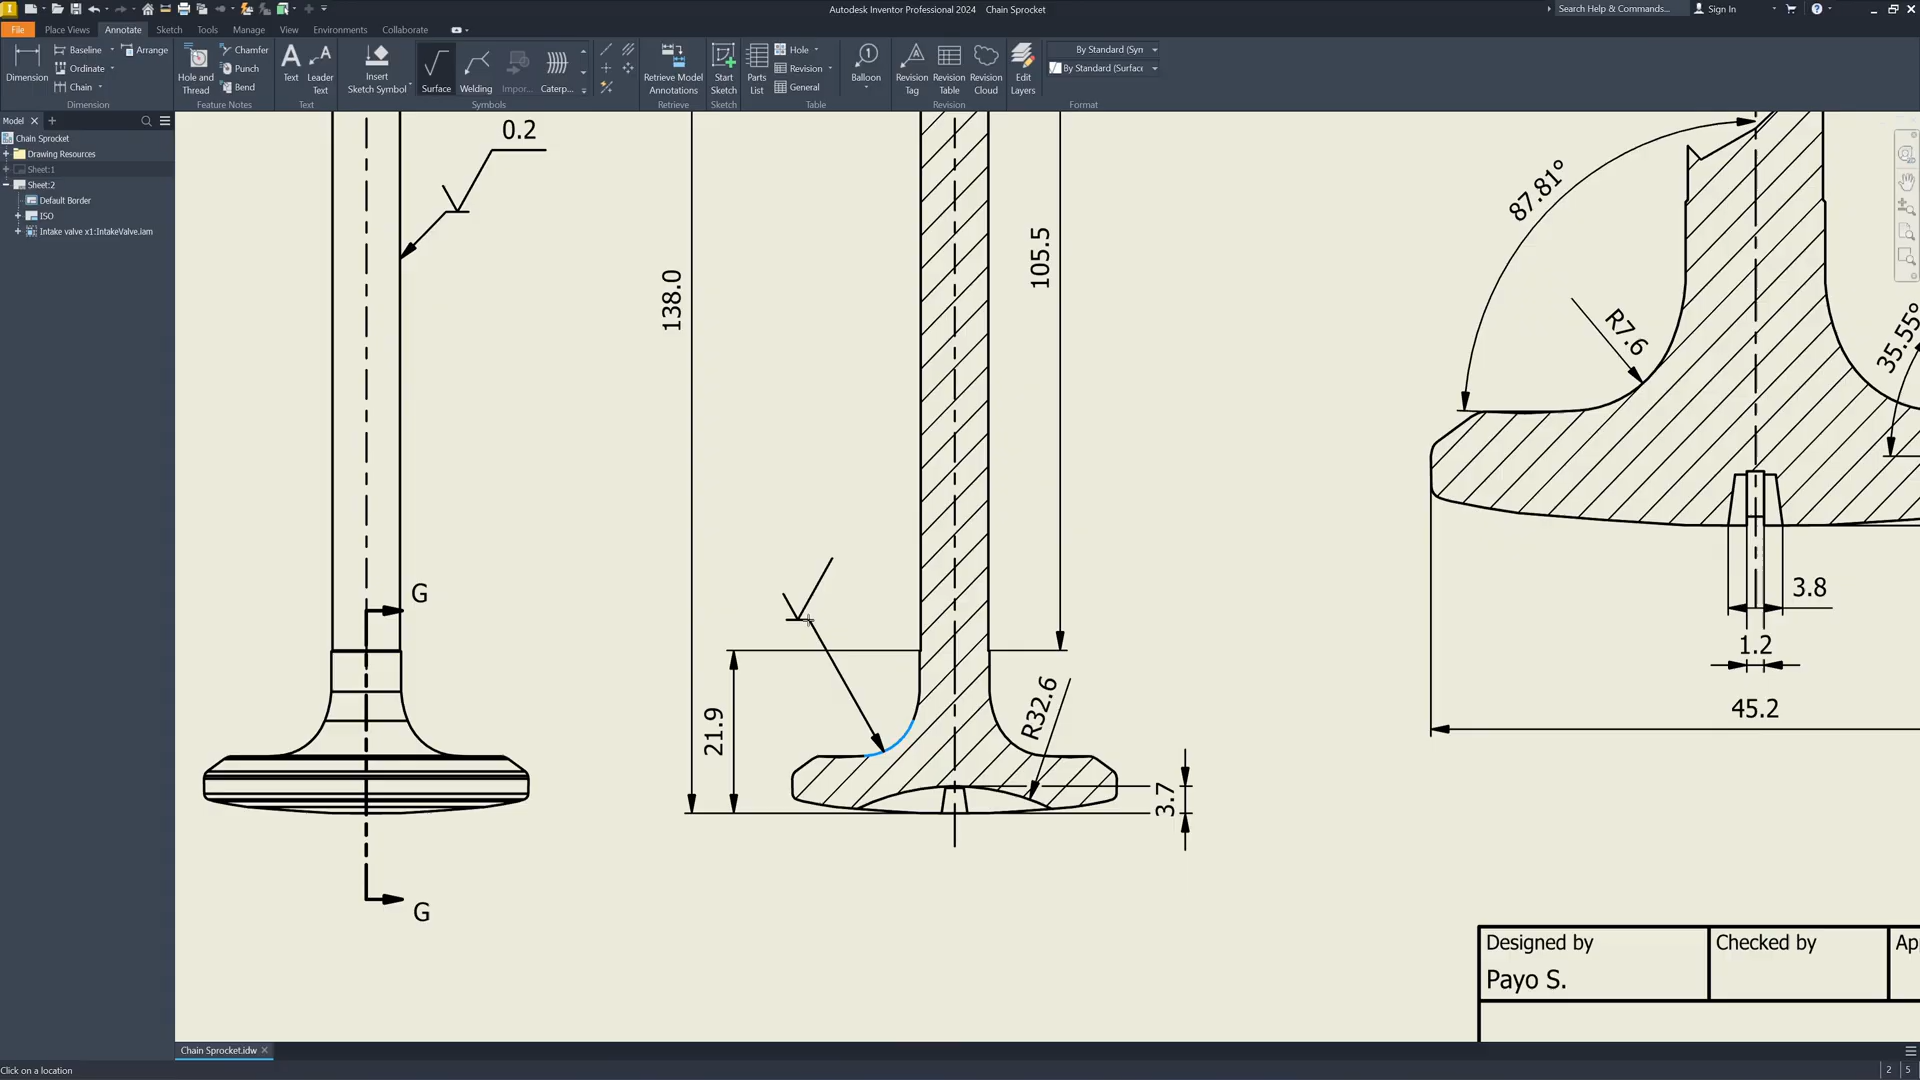 Autodesk Inventor Professional 2024 Chain Sprocket
Search Help & Commands...
Sign In
File
Place Views
Annotate
Sketch
Tools
Manage
View
Environments
Collaborate
Dimension
Baseline
Ordinate
Chain
Arrange
Dimension
Hole and Thread
Chamfer
Punch
Bend
Feature Notes
Text
Leader Text
Text
Insert Sketch Symbol
Surface
Welding
Impor...
Caterp...
Symbols
Retrieve Model Annotations
Retrieve
Start Sketch
Sketch
Parts List
Hole
Revision
General
Table
Balloon
Revision Tag
Revision Table
Revision Cloud
Revision
Edit Layers
By Standard (Syn
By Standard (Surfac
Format
Model
Chain Sprocket
Drawing Resources
Sheet:1
Sheet:2
Default Border
ISO
Intake valve x1:IntakeValve.iam
0.2
G
G
138.0
105.5
21.9
R32.6
3.7
87.81°
R7.6
35.55°
3.8
1.2
45.2
Designed by
Payo S.
Checked by
Ap
Chain Sprocket.idw
Click on a location
2
5